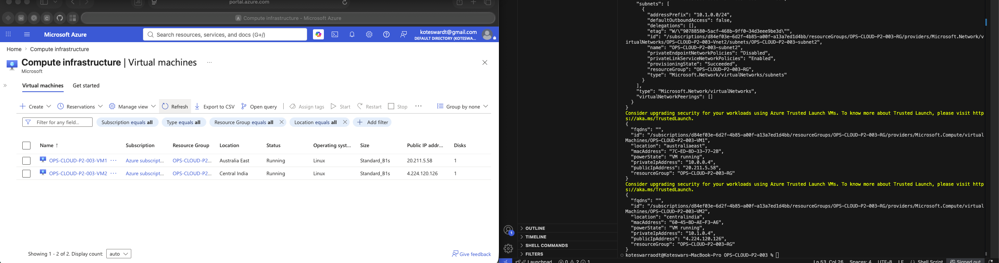 portal.azure.com
Compute infrastructure - Microsoft Azure
Microsoft Azure
Search resources, services, and docs (G+/)
koteswardt@gmail.com
DEFAULT DIRECTORY (KOTESWA...
Home > Compute infrastructure
Compute infrastructure | Virtual machines ...
Microsoft
Virtual machines Get started
Create Reservations Manage view Refresh Export to CSV Open query Assign tags Start Restart Stop ... Group by none
Filter for any field... Subscription equals all Type equals all Resource Group equals all Location equals all Add filter
Name ↑ Subscription Resource Group Location Status Operating syst... Size Public IP addr... Disks
OPS-CLOUD-P2-003-VM1 ... Azure subscript... OPS-CLOUD-P2... Australia East Running Linux Standard_B1s 20.211.5.58 1
OPS-CLOUD-P2-003-VM2 ... Azure subscript... OPS-CLOUD-P2... Central India Running Linux Standard_B1s 4.224.120.126 1
Showing 1 - 2 of 2. Display count: auto
Give feedback
OUTLINE
TIMELINE
SHELL COMMANDS
FILTERS
"subnets": [
{
"addressPrefix": "10.1.0.0/24",
"defaultOutboundAccess": false,
"delegations": [],
"etag": "W/\"90788580-5acf-468b-9ff0-34d3eee9be3d\"",
"id": "/subscriptions/d84ef03e-6d2f-4b85-a00f-a13a7ed1d4bb/resourceGroups/OPS-CLOUD-P2-003-RG/providers/Microsoft.Network/v
irtualNetworks/OPS-CLOUD-P2-003-Vnet2/subnets/OPS-CLOUD-P2-003-subnet2",
"name": "OPS-CLOUD-P2-003-subnet2",
"privateEndpointNetworkPolicies": "Disabled",
"privateLinkServiceNetworkPolicies": "Enabled",
"provisioningState": "Succeeded",
"resourceGroup": "OPS-CLOUD-P2-003-RG",
"type": "Microsoft.Network/virtualNetworks/subnets"
}
],
"type": "Microsoft.Network/virtualNetworks",
"virtualNetworkPeerings": []
}
}
Consider upgrading security for your workloads using Azure Trusted Launch VMs. To know more about Trusted Launch, please visit http
s://aka.ms/TrustedLaunch.
{
"fqdns": "",
"id": "/subscriptions/d84ef03e-6d2f-4b85-a00f-a13a7ed1d4bb/resourceGroups/OPS-CLOUD-P2-003-RG/providers/Microsoft.Compute/virtual
Machines/OPS-CLOUD-P2-003-VM1",
"location": "australiaeast",
"macAddress": "7C-ED-8D-33-77-2B",
"powerState": "VM running",
"privateIpAddress": "10.0.0.4",
"publicIpAddress": "20.211.5.58",
"resourceGroup": "OPS-CLOUD-P2-003-RG"
}
Consider upgrading security for your workloads using Azure Trusted Launch VMs. To know more about Trusted Launch, please visit http
s://aka.ms/TrustedLaunch.
{
"fqdns": "",
"id": "/subscriptions/d84ef03e-6d2f-4b85-a00f-a13a7ed1d4bb/resourceGroups/OPS-CLOUD-P2-003-RG/providers/Microsoft.Compute/virtual
Machines/OPS-CLOUD-P2-003-VM2",
"location": "centralindia",
"macAddress": "60-45-BD-AE-F3-A6",
"powerState": "VM running",
"privateIpAddress": "10.1.0.4",
"publicIpAddress": "4.224.120.126",
"resourceGroup": "OPS-CLOUD-P2-003-RG"
}
koteswarraodt@Koteswars-MacBook-Pro OPS-CLOUD-P2-003 %
Launchpad 0 2 1 Ln 53, Col 26 Spaces: 4 UTF-8 LF {} Shell Script Signed out